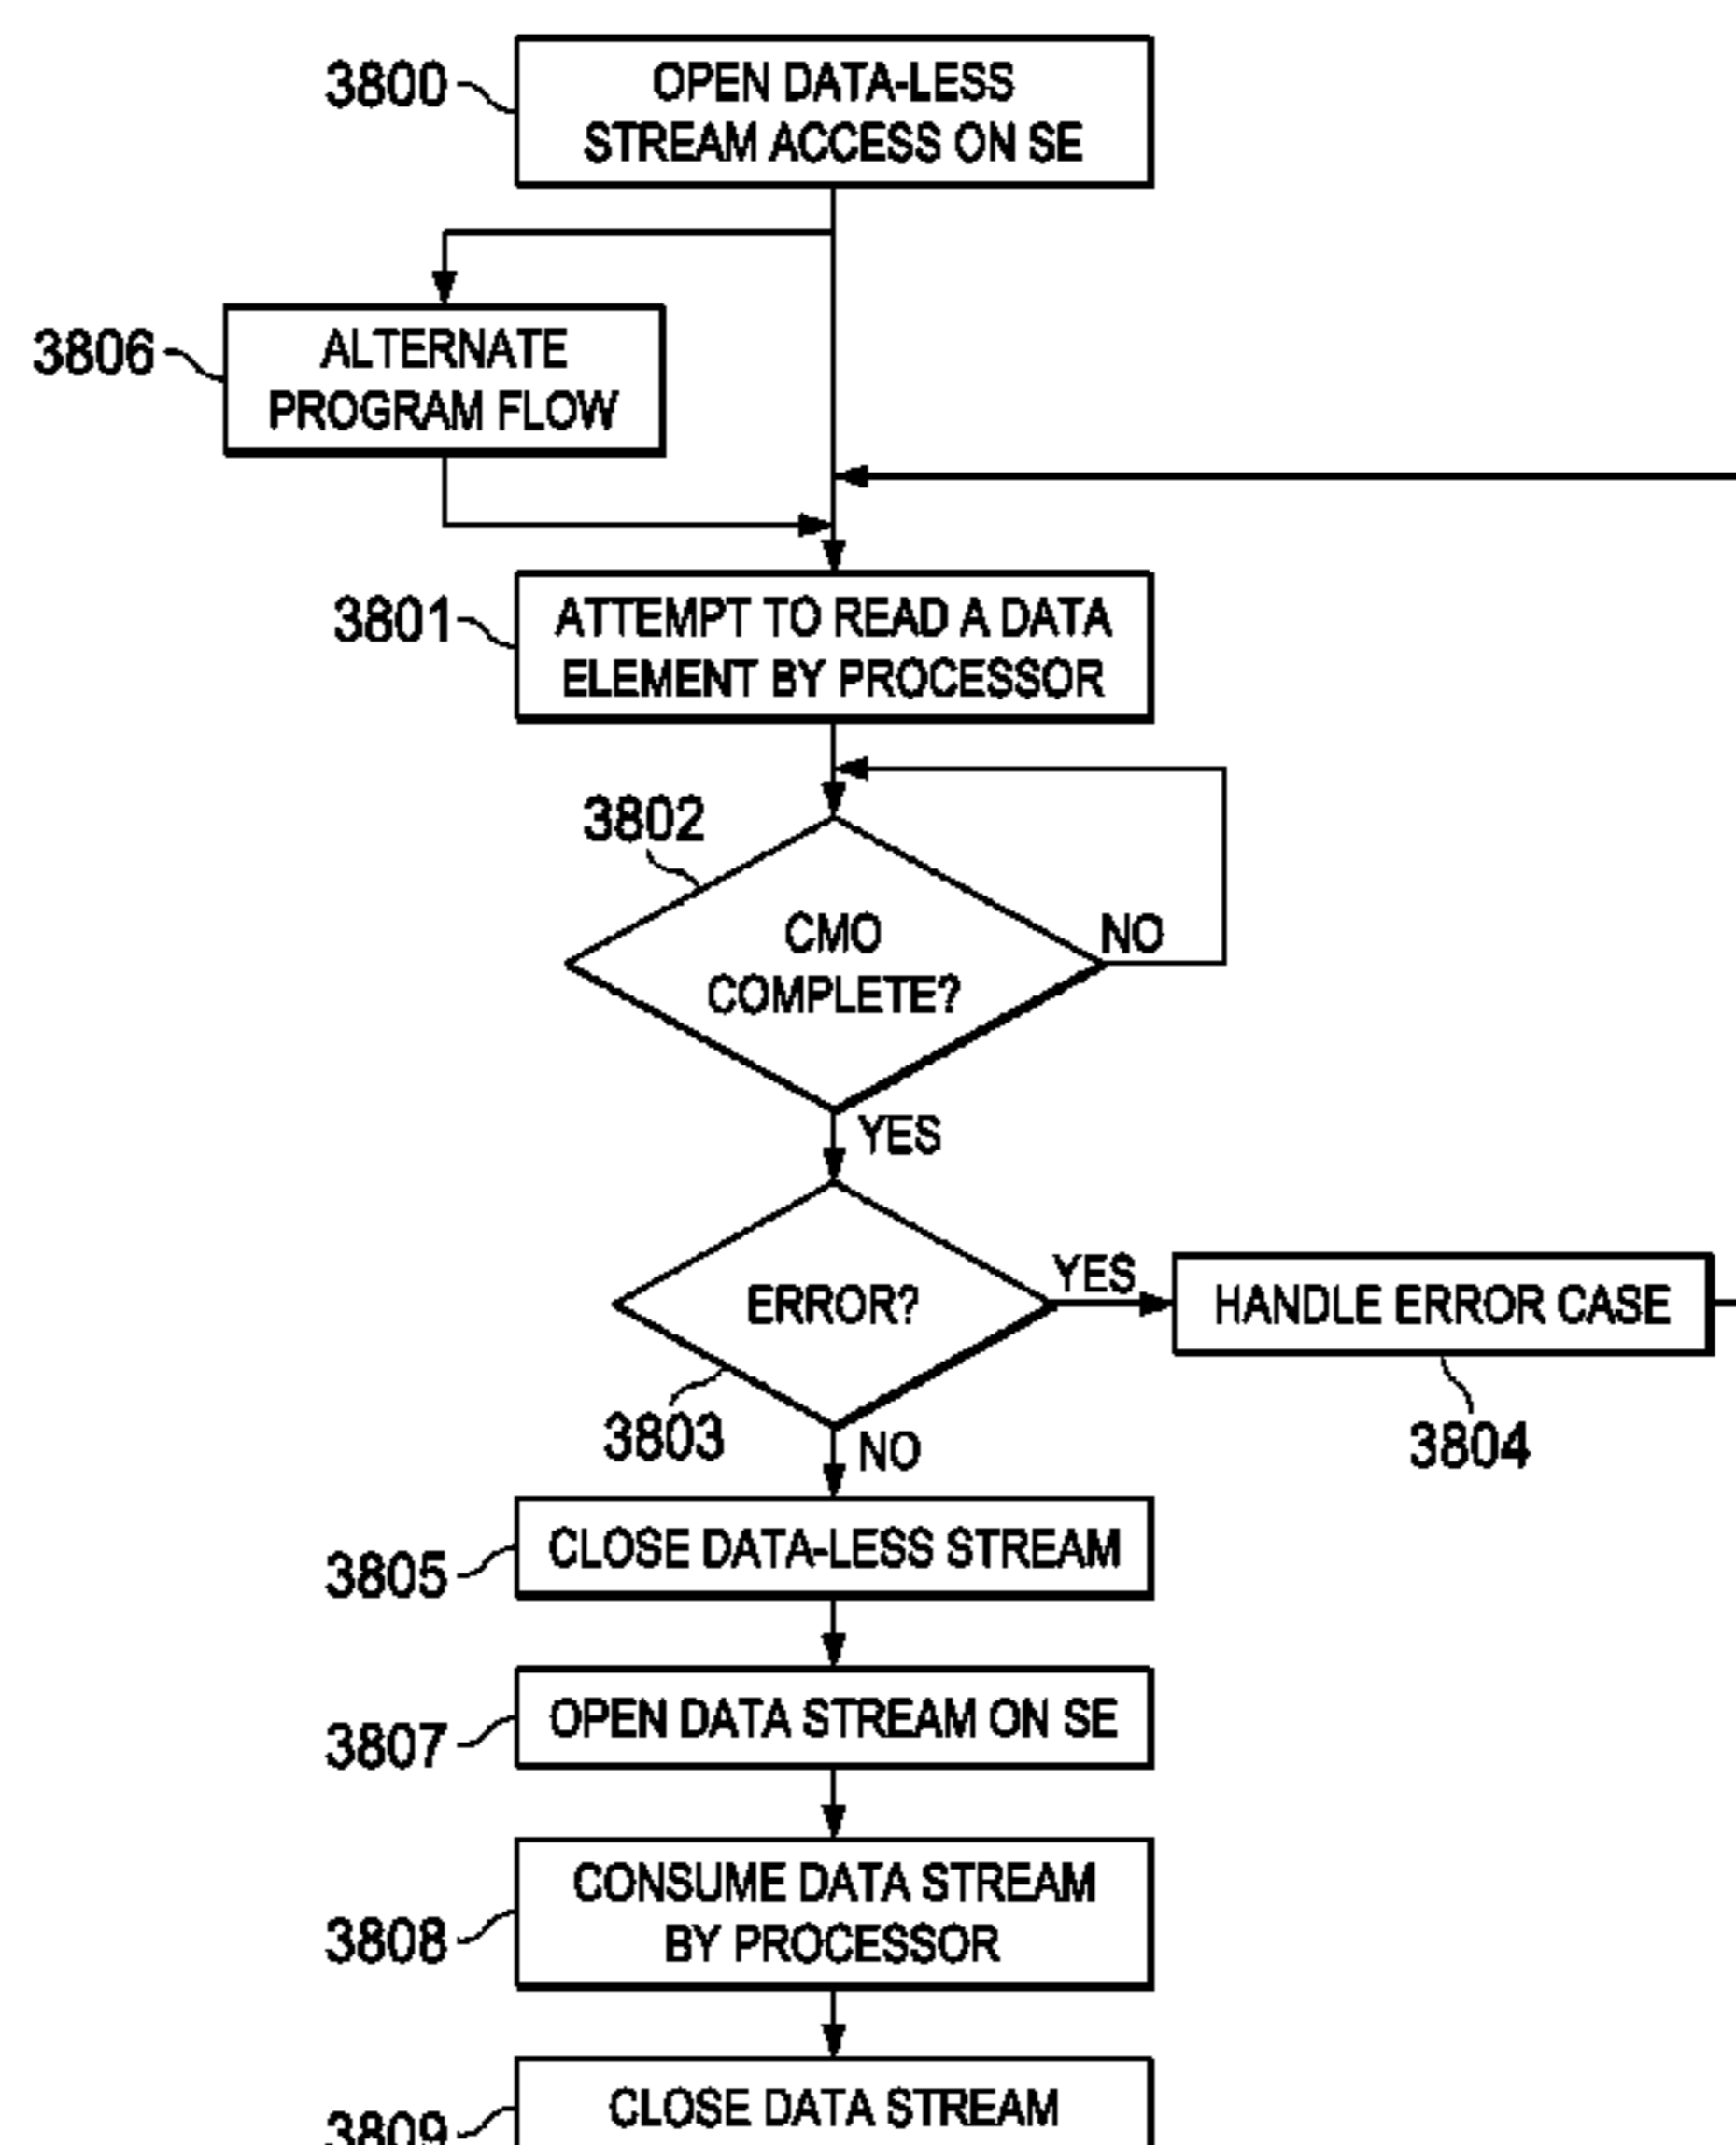 3800
OPEN DATA-LESS
STREAM ACCESS ON SE
3806
ALTERNATE
PROGRAM FLOW
3801
ATTEMPT TO READ A DATA
ELEMENT BY PROCESSOR
3802
CMO
COMPLETE?
NO
YES
ERROR?
YES
HANDLE ERROR CASE
3803
NO
3804
CLOSE DATA-LESS STREAM
3805
OPEN DATA STREAM ON SE
3807
CONSUME DATA STREAM
BY PROCESSOR
3808
CLOSE DATA STREAM
3809